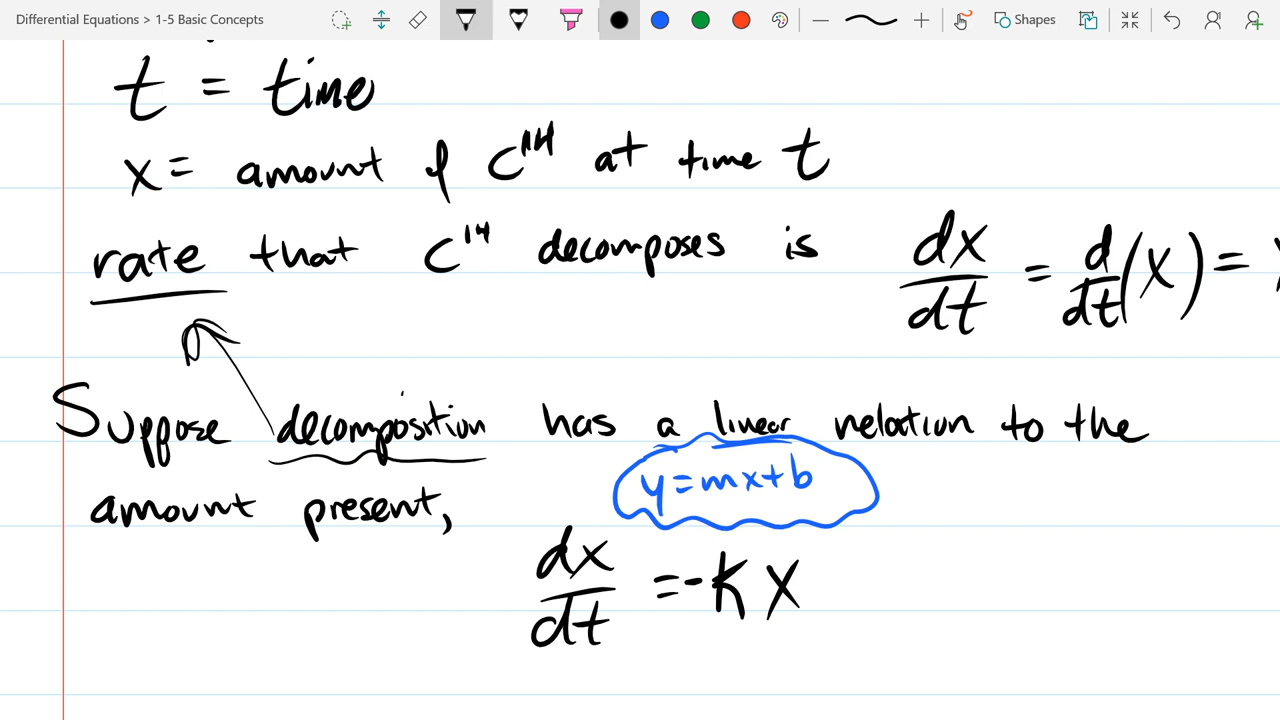 Differential Equations > 1-5 Basic Concepts
Shapes
t = time
x = amount of C¹⁴ at time t
rate that C¹⁴ decomposes is dx/dt = d/dt(x) =
Suppose decomposition has a linear relation to the
y=mx+b
amount present,
dx/dt = -kx